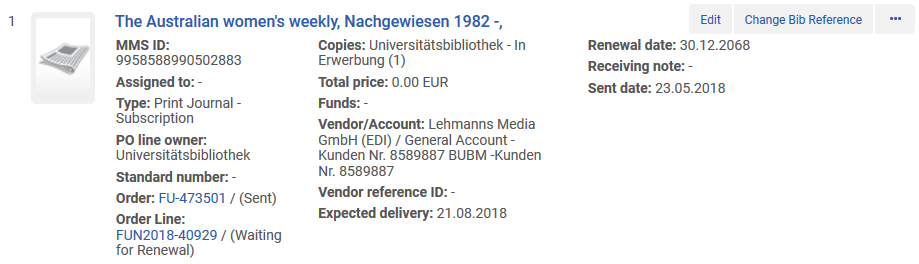 1
The Australian women's weekly, Nachgewiesen 1982 -,
Edit
Change Bib Reference
•••
MMS ID:
9958588990502883
Assigned to: -
Type: Print Journal -
Subscription
PO line owner:
Universitätsbibliothek
Standard number: -
Order: FU-473501 / (Sent)
Order Line:
FUN2018-40929 / (Waiting
for Renewal)
Copies: Universitätsbibliothek - In
Erwerbung (1)
Total price: 0.00 EUR
Funds: -
Vendor/Account: Lehmanns Media
GmbH (EDI) / General Account -
Kunden Nr. 8589887 BUBM -Kunden
Nr. 8589887
Vendor reference ID: -
Expected delivery: 21.08.2018
Renewal date: 30.12.2068
Receiving note: -
Sent date: 23.05.2018